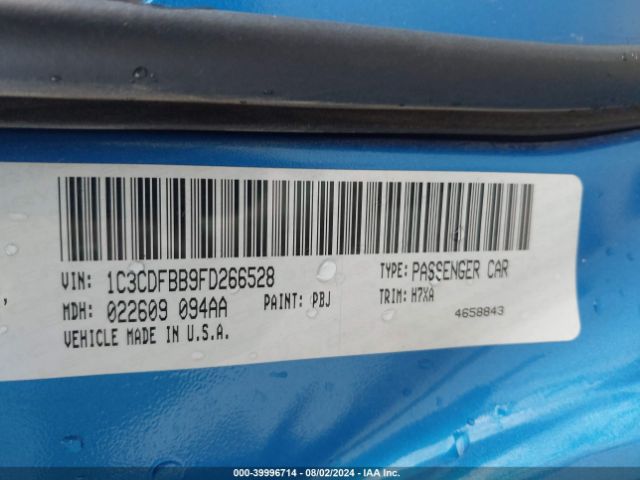 VIN: 1C3CDFBB9FD266528 TYPE: PASSENGER CAR
MDH: 022609 094AA PAINT: PBJ TRIM: H7XA
VEHICLE MADE IN U.S.A. 4658843
000-39996714 - 08/02/2024 - IAA Inc.